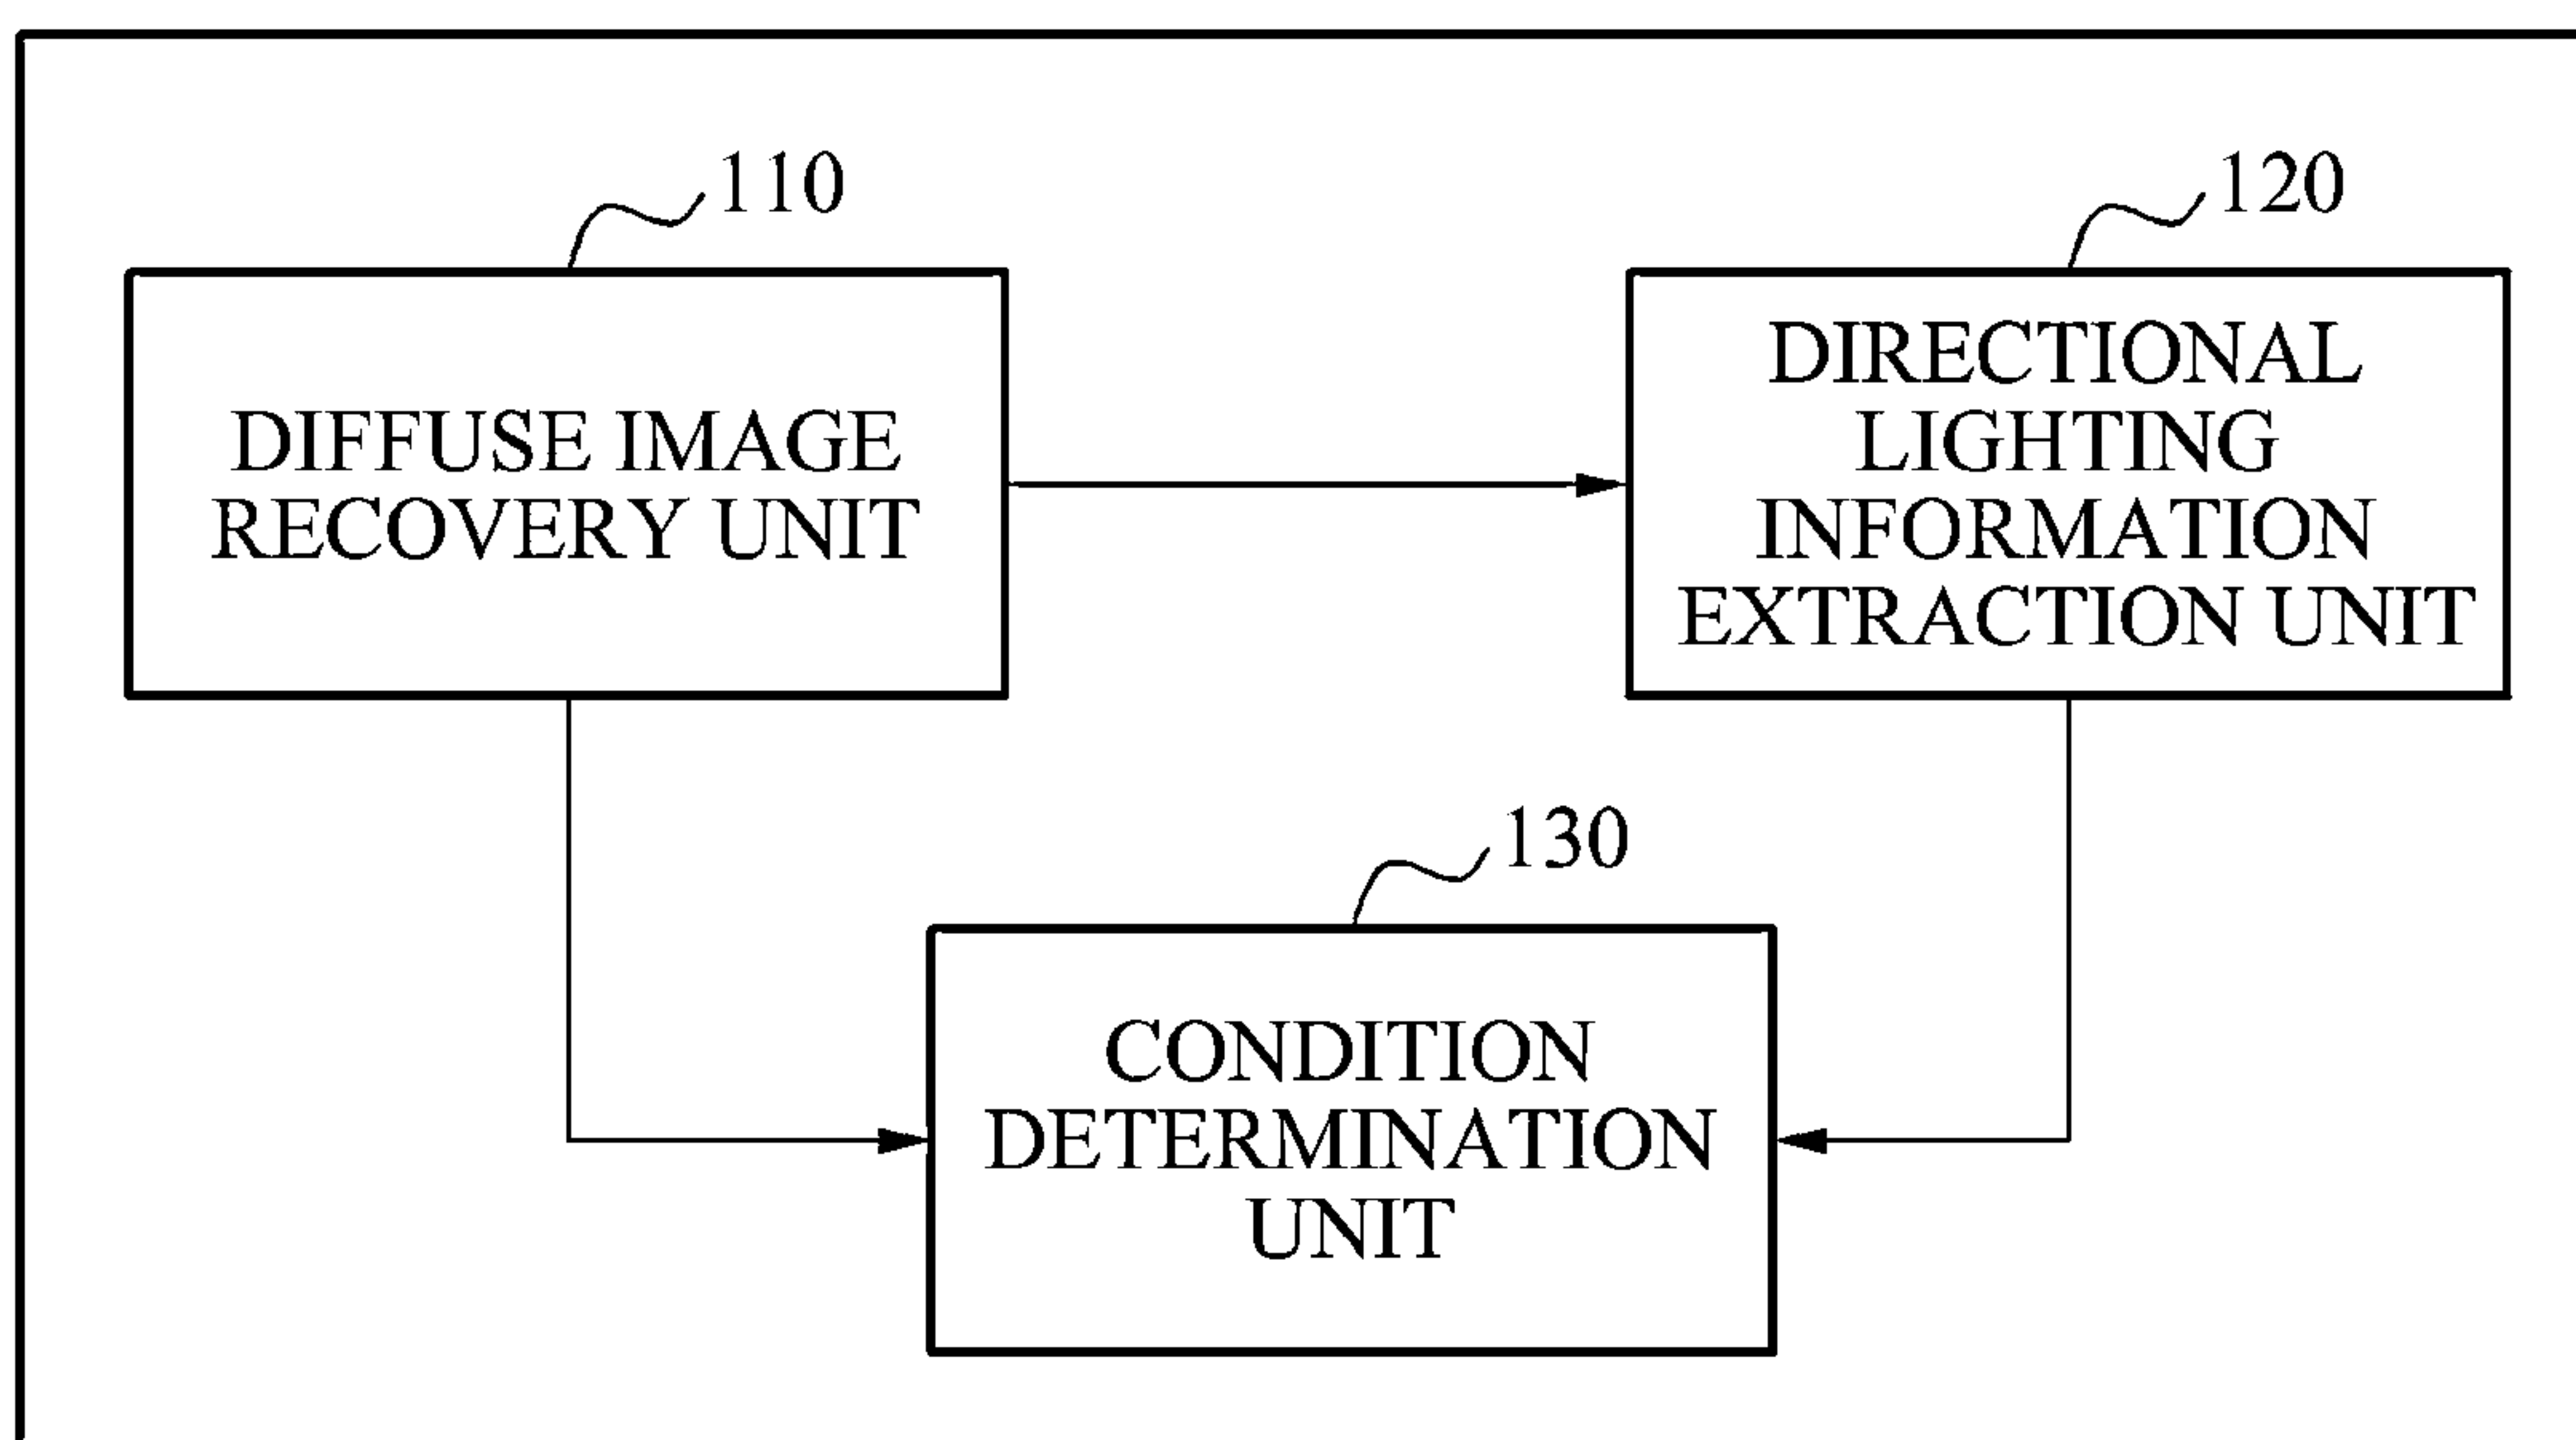 110
DIFFUSE IMAGE
RECOVERY UNIT
120
DIRECTIONAL
LIGHTING
INFORMATION
EXTRACTION UNIT
130
CONDITION
DETERMINATION
UNIT